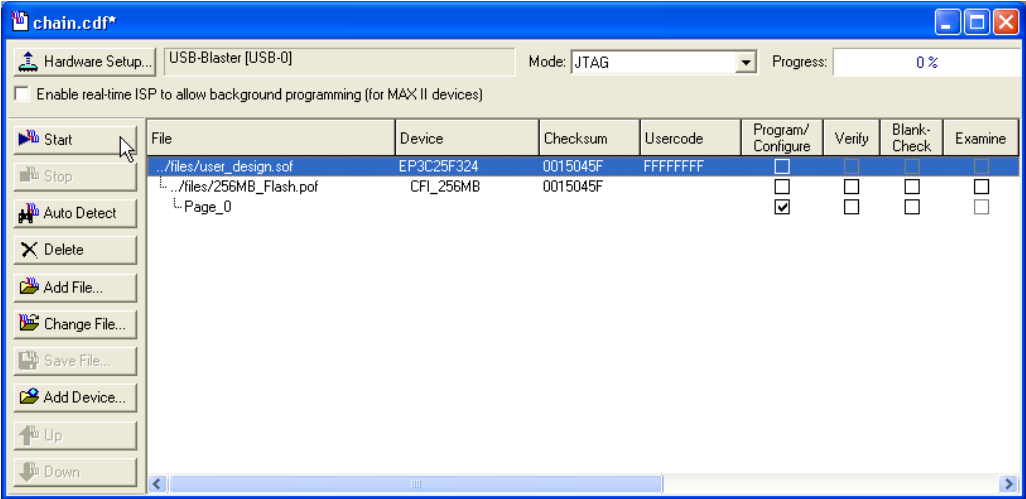 chain.cdf*
Hardware Setup... USB-Blaster [USB-0] Mode: JTAG Progress: 0 %
Enable real-time ISP to allow background programming (for MAX II devices)
Start
Stop
Auto Detect
Delete
Add File...
Change File...
Save File...
Add Device...
Up
Down
File Device Checksum Usercode Program/ Configure Verify Blank- Check Examine
../files/user_design.sof EP3C25F324 0015045F FFFFFFFF
../files/256MB_Flash.pof CFI_256MB 0015045F
Page_0